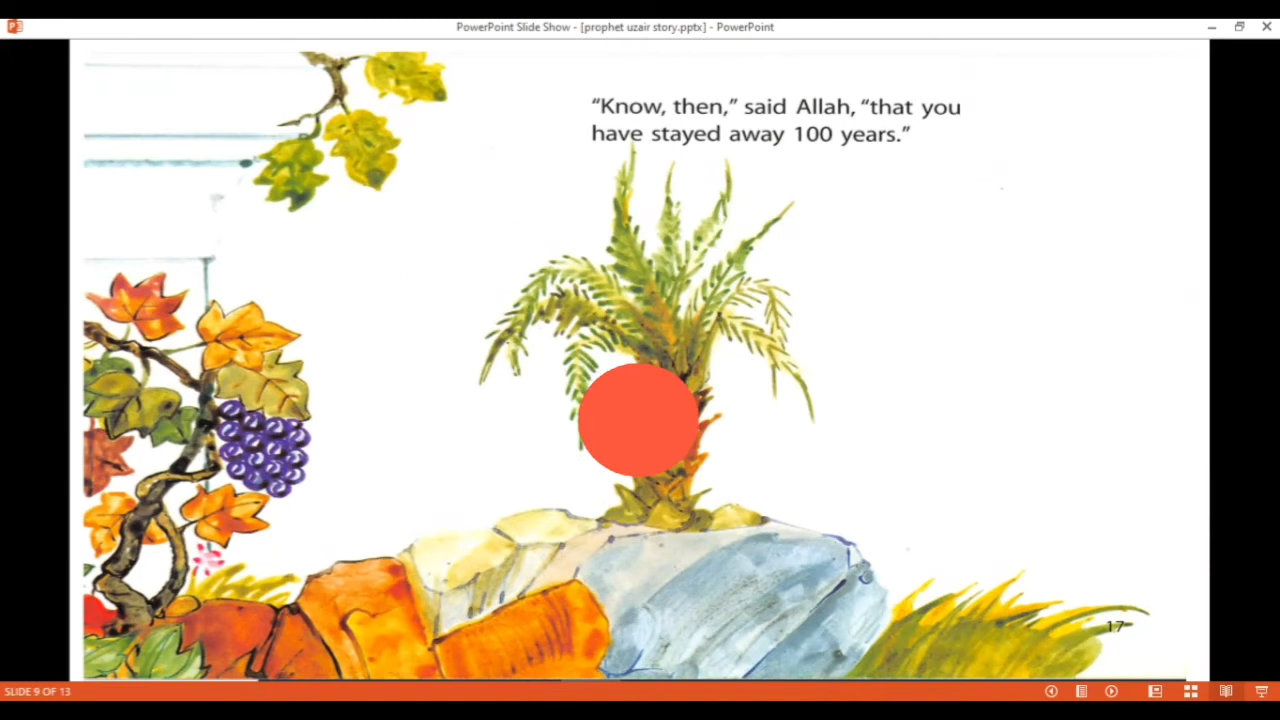 PowerPoint Slide Show - [prophet uzair story.pptx] - PowerPoint
“Know, then,” said Allah, “that you
have stayed away 100 years.”
17
SLIDE 9 OF 13